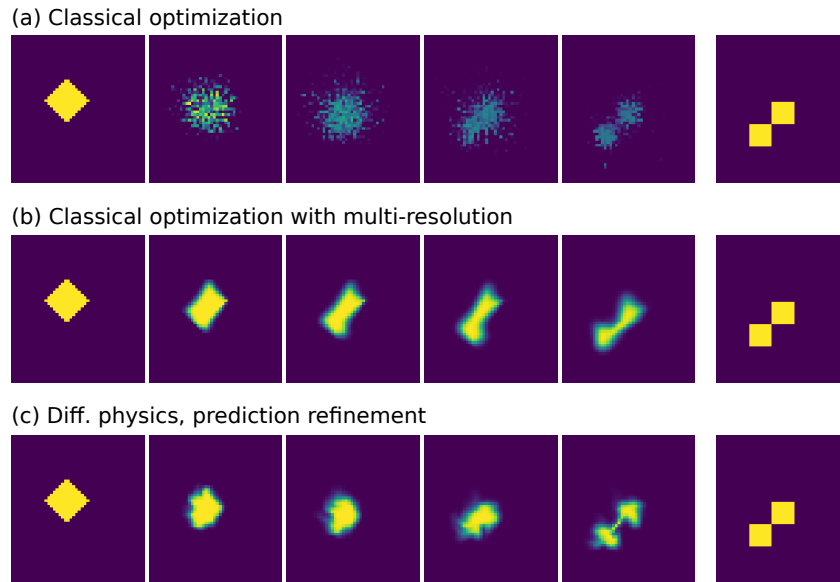 (a) Classical optimization
(b) Classical optimization with multi-resolution
(c) Diff. physics, prediction refinement